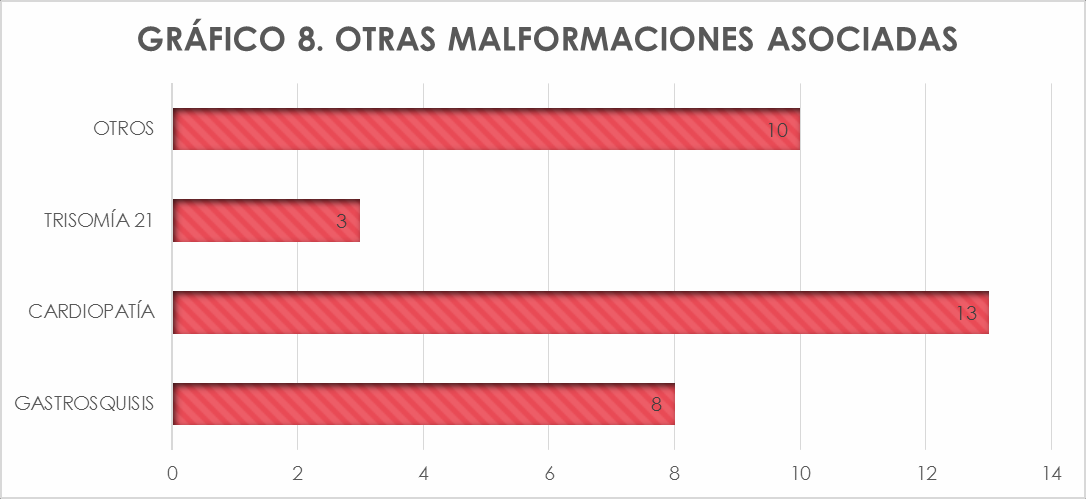 GRÁFICO 8. OTRAS MALFORMACIONES ASOCIADAS
OTROS
10
TRISOMÍA 21
3
CARDIOPATÍA
13
GASTROSQUISIS
8
0 2 4 6 8 10 12 14